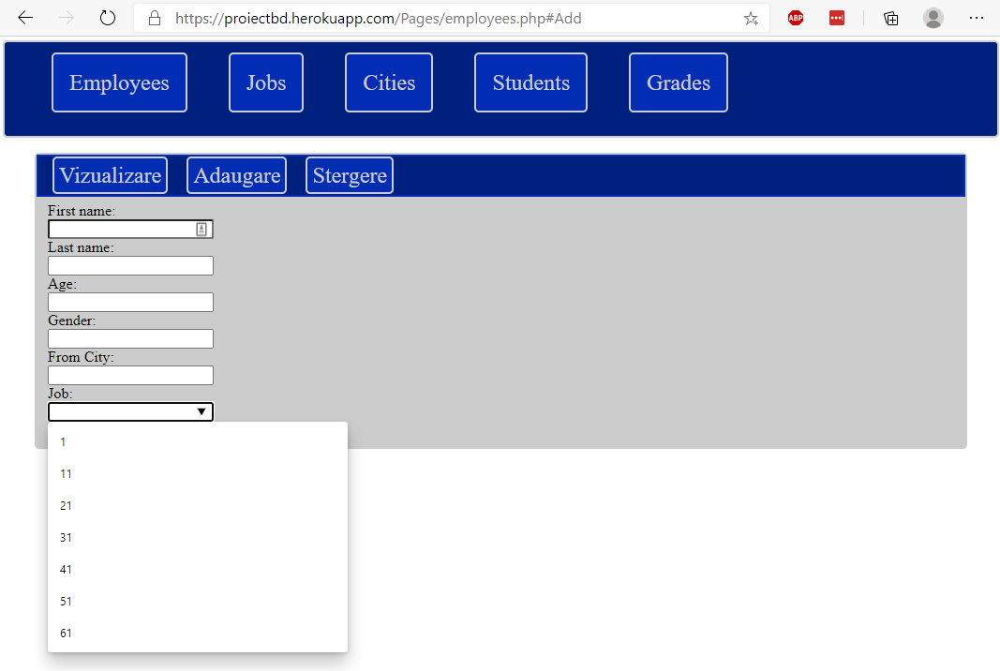 https://proiectbd.herokuapp.com/Pages/employees.php#Add
ABP
Employees Jobs Cities Students Grades
Vizualizare Adaugare Stergere
First name:
Last name:
Age:
Gender:
From City:
Job:
1
11
21
31
41
51
61